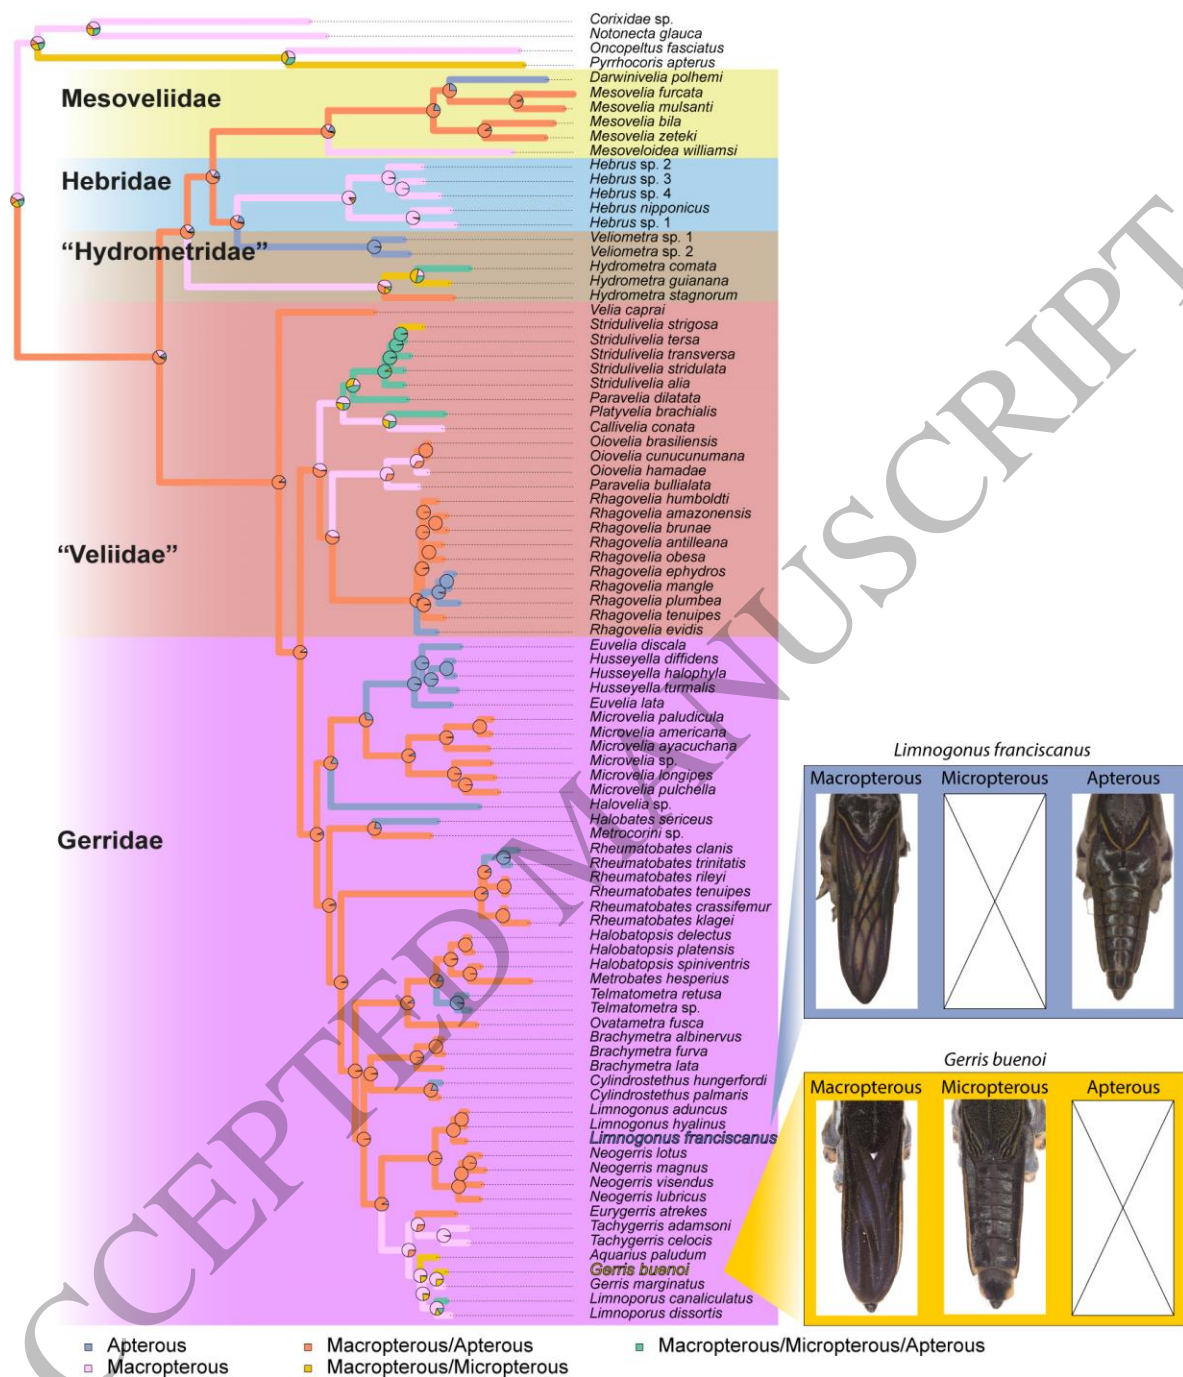 Corixidae sp.
Notonecta glauca
Oncopeltus fasciatus
Pyrrhocoris apterus
Mesoveliidae
Darwinivelia polhemi
Mesovelia furcata
Mesovelia mulsanti
Mesovelia bila
Mesovelia zeteki
Mesoveloidea williamsi
Hebridae
Hebrus sp. 2
Hebrus sp. 3
Hebrus sp. 4
Hebrus nipponicus
Hebrus sp. 1
“Hydrometridae”
Veliometra sp. 1
Veliometra sp. 2
Hydrometra comata
Hydrometra guianana
Hydrometra stagnorum
“Veliidae”
Velia caprai
Stridulivelia strigosa
Stridulivelia tersa
Stridulivelia transversa
Stridulivelia stridulata
Stridulivelia alia
Paravelia dilatata
Platyvelia brachialis
Callivelia conata
Oiovelia brasiliensis
Oiovelia cunucunumana
Oiovelia hamadae
Paravelia bullialata
Rhagovelia humboldti
Rhagovelia amazonensis
Rhagovelia brunae
Rhagovelia antilleana
Rhagovelia obesa
Rhagovelia ephydros
Rhagovelia mangle
Rhagovelia plumbea
Rhagovelia tenuipes
Rhagovelia evidis
Gerridae
Euvelia discala
Husseyella diffidens
Husseyella halophyla
Husseyella turmalis
Euvelia lata
Microvelia paludicula
Microvelia americana
Microvelia ayacuchana
Microvelia sp.
Microvelia longipes
Microvelia pulchella
Halovelia sp.
Halobates sericeus
Metrocorini sp.
Rheumatobates clanis
Rheumatobates trinitatis
Rheumatobates rileyi
Rheumatobates tenuipes
Rheumatobates crassifemur
Rheumatobates klagei
Halobatopsis delectus
Halobatopsis platensis
Halobatopsis spiniventris
Metrobates hesperius
Telmatometra retusa
Telmatometra sp.
Ovatametra fusca
Brachymetra albinervus
Brachymetra furva
Brachymetra lata
Cylindrostethus hungerfordi
Cylindrostethus palmaris
Limnogonus aduncus
Limnogonus hyalinus
Limnogonus franciscanus
Neogerris lotus
Neogerris magnus
Neogerris visendus
Neogerris lubricus
Eurygerris atrekes
Tachygerris adamsoni
Tachygerris celocis
Aquarius paludum
Gerris buenoi
Gerris marginatus
Limnoporus canaliculatus
Limnoporus dissortis
Limnogonus franciscanus
Macropterous Micropterous Apterous
Gerris buenoi
Macropterous Micropterous Apterous
Apterous
Macropterous
Macropterous/Apterous
Macropterous/Micropterous
Macropterous/Micropterous/Apterous
CCEPTED MANUSCRIPT